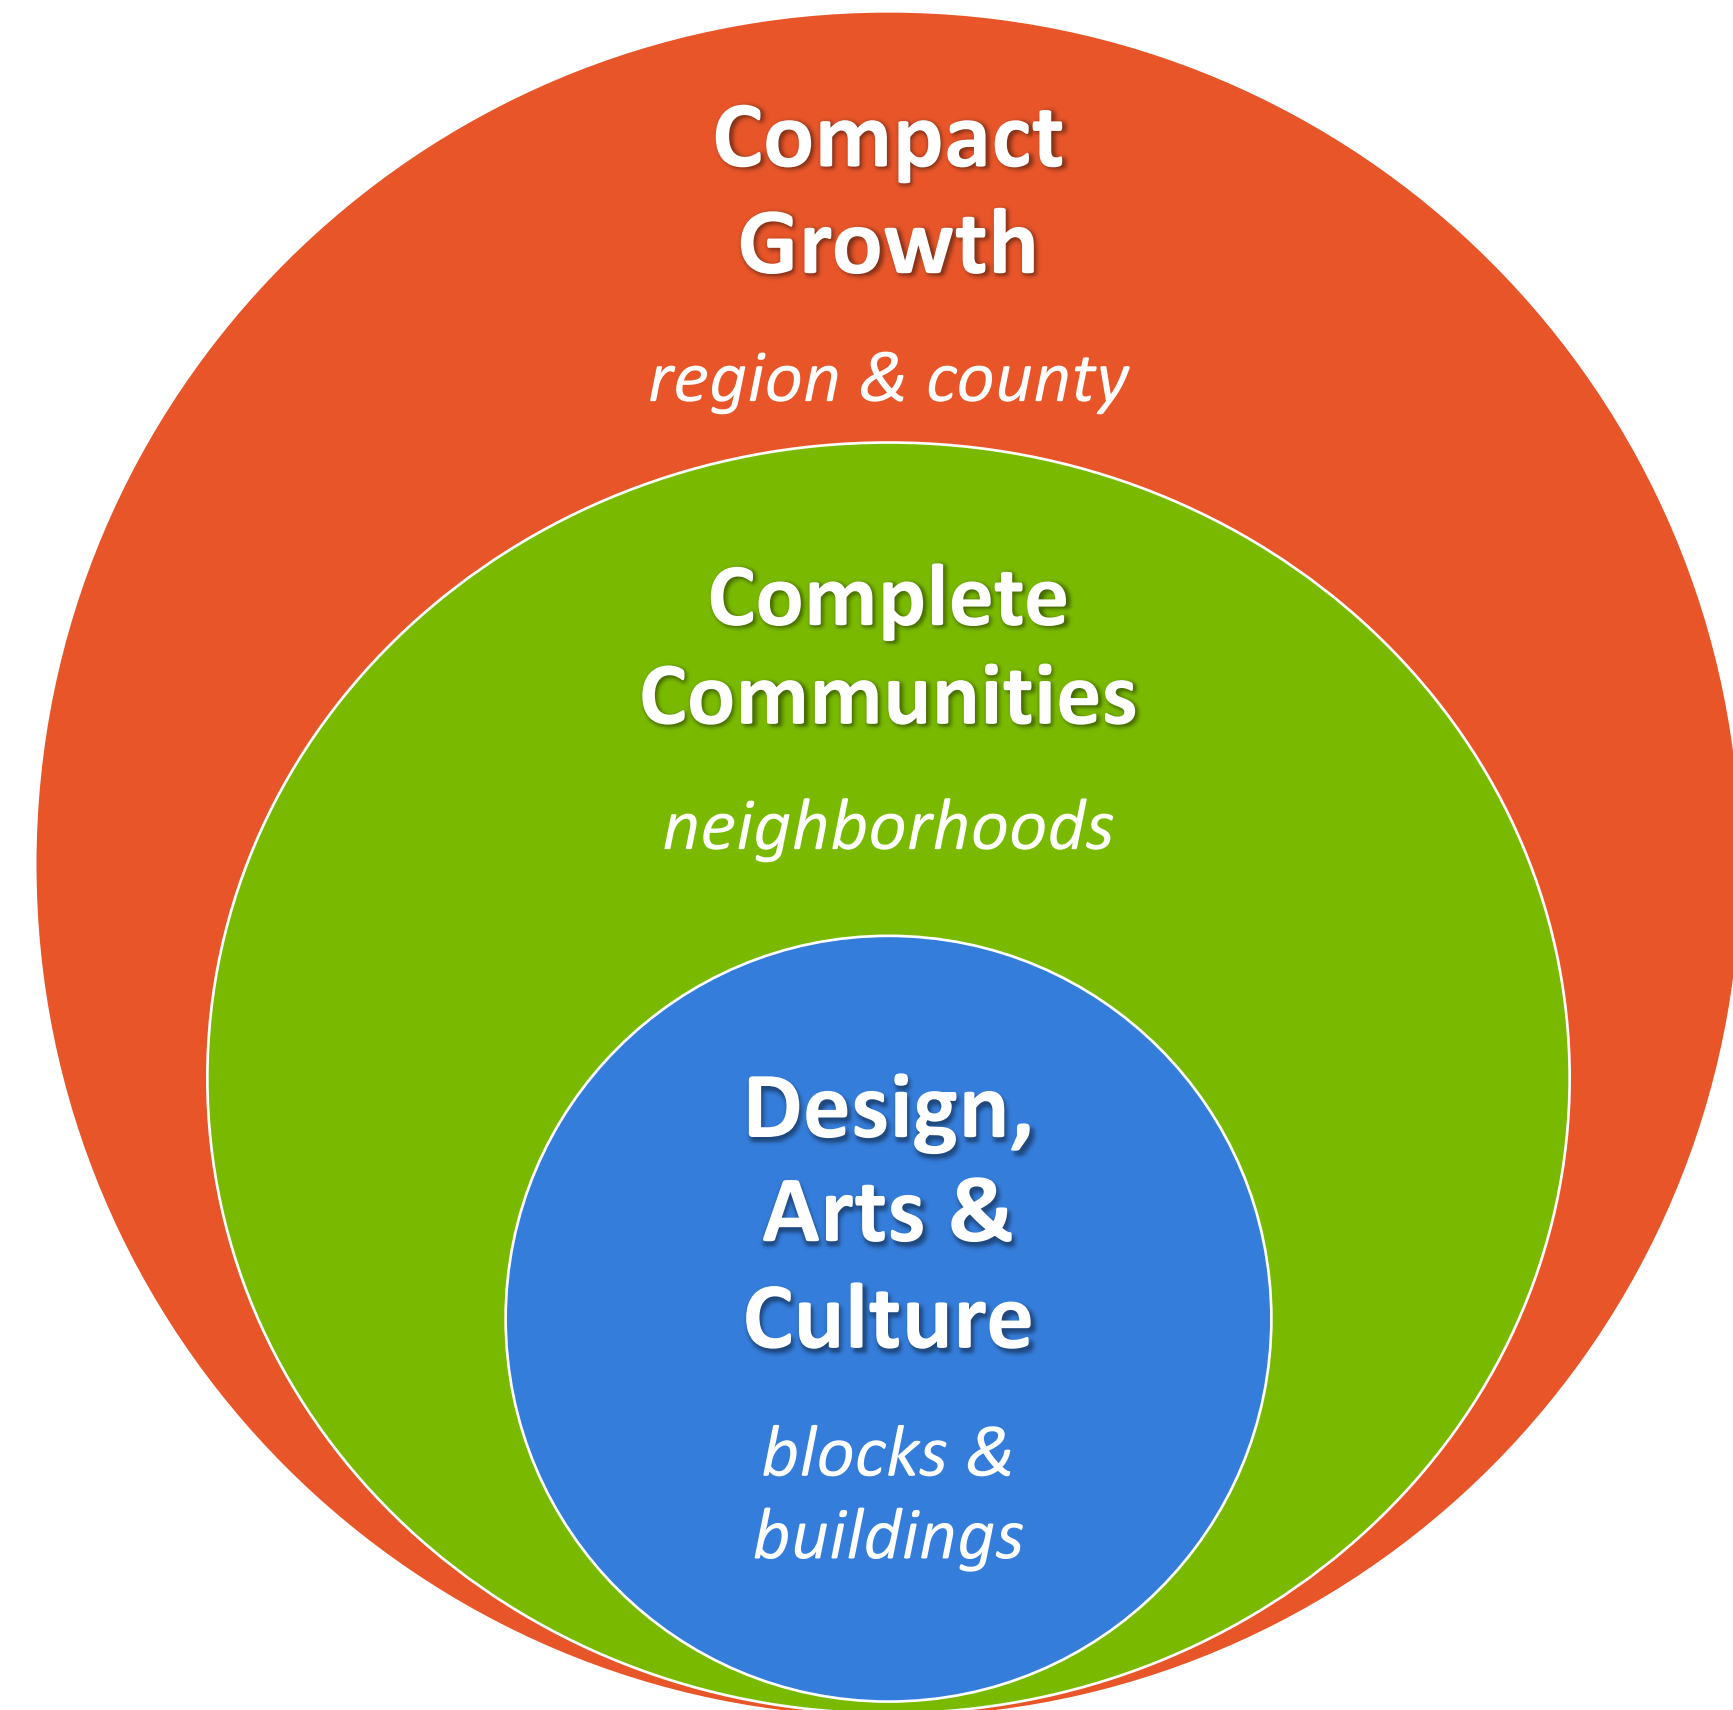 Compact
Growth
region & county
Complete
Communities
neighborhoods
Design,
Arts &
Culture
blocks &
buildings